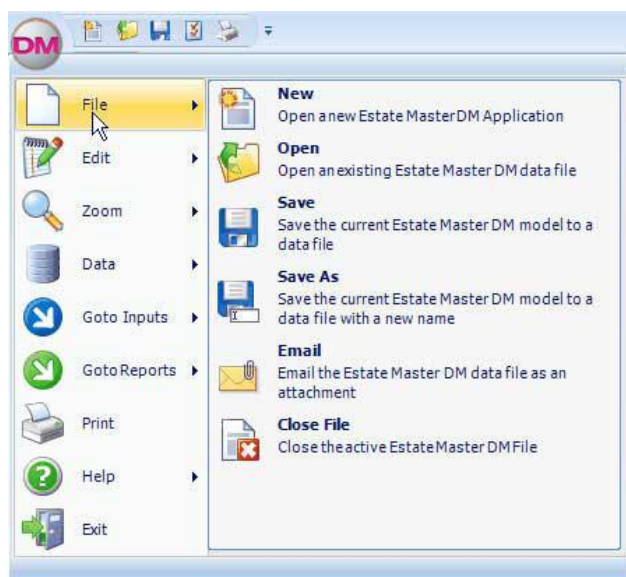 DM
File
Edit
Zoom
Data
Goto Inputs
Goto Reports
Print
Help
Exit
New
Open a new Estate Master DM Application
Open
Open an existing Estate Master DM data file
Save
Save the current Estate Master DM model to a
data file
Save As
Save the current Estate Master DM model to a
data file with a new name
Email
Email the Estate Master DM data file as an
attachment
Close File
Close the active Estate Master DM File